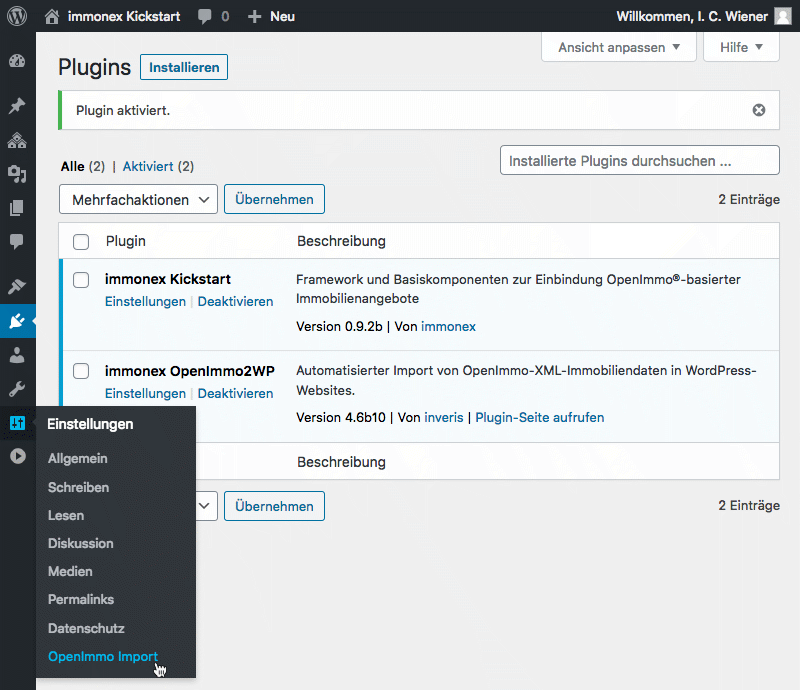 immonex Kickstart 0 Neu Willkommen, I. C. Wiener
Ansicht anpassen Hilfe
Plugins Installieren
Plugin aktiviert.
Alle (2) | Aktiviert (2)
Installierte Plugins durchsuchen ...
Mehrfachaktionen Übernehmen 2 Einträge
Plugin Beschreibung
immonex Kickstart
Einstellungen | Deaktivieren
Framework und Basiskomponenten zur Einbindung OpenImmo®-basierter
Immobilienangebote
Version 0.9.2b | Von immonex
immonex OpenImmo2WP
Einstellungen | Deaktivieren
Automatisierter Import von OpenImmo-XML-Immobiliendaten in WordPress-
Websites.
Version 4.6b10 | Von inveris | Plugin-Seite aufrufen
Beschreibung
Übernehmen 2 Einträge
Einstellungen
Allgemein
Schreiben
Lesen
Diskussion
Medien
Permalinks
Datenschutz
OpenImmo Import